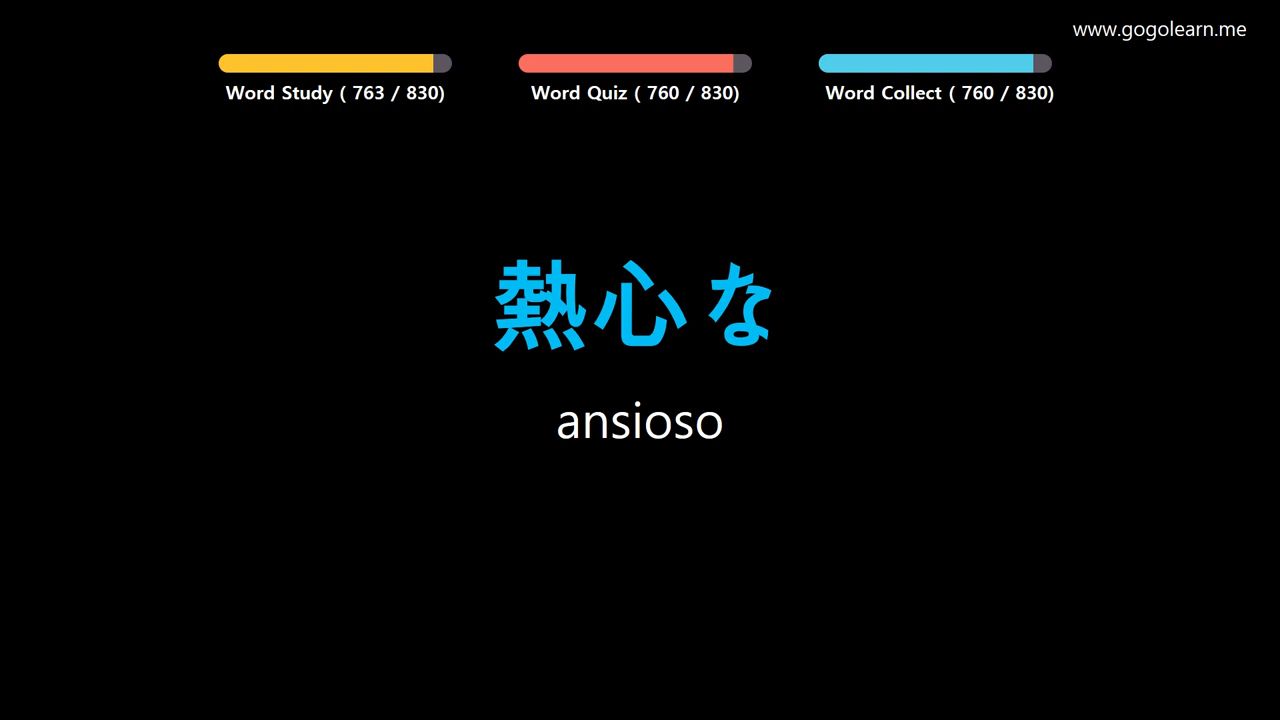 www.gogolearn.me
Word Study ( 763 / 830)
Word Quiz ( 760 / 830)
Word Collect ( 760 / 830)
熱心な
ansioso